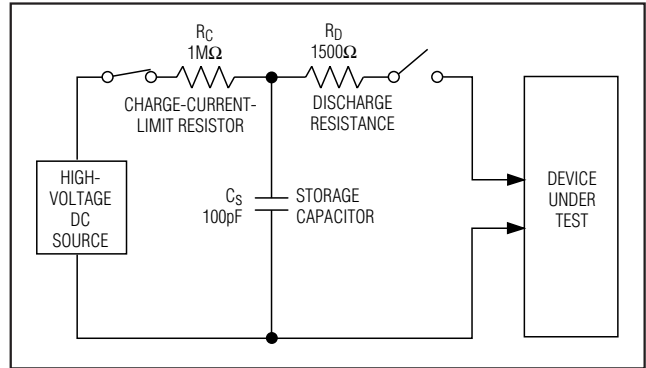 R_C
1MΩ
CHARGE-CURRENT-
LIMIT RESISTOR
R_D
1500Ω
DISCHARGE
RESISTANCE
HIGH-
VOLTAGE
DC
SOURCE
C_S
100pF
STORAGE
CAPACITOR
DEVICE
UNDER
TEST